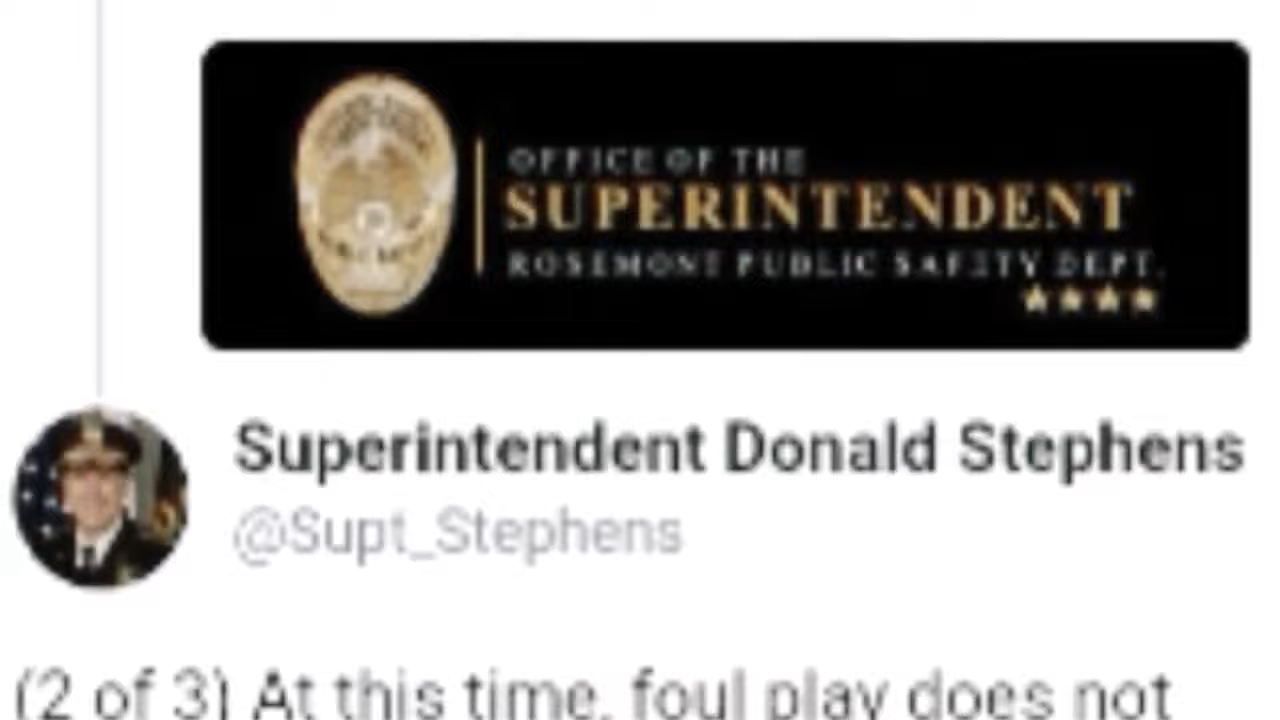 OFFICE OF THE
SUPERINTENDENT
ROSEMONT PUBLIC SAFETY DEPT.
Superintendent Donald Stephens
@Supt_Stephens
(2 of 3) At this time, foul play does not